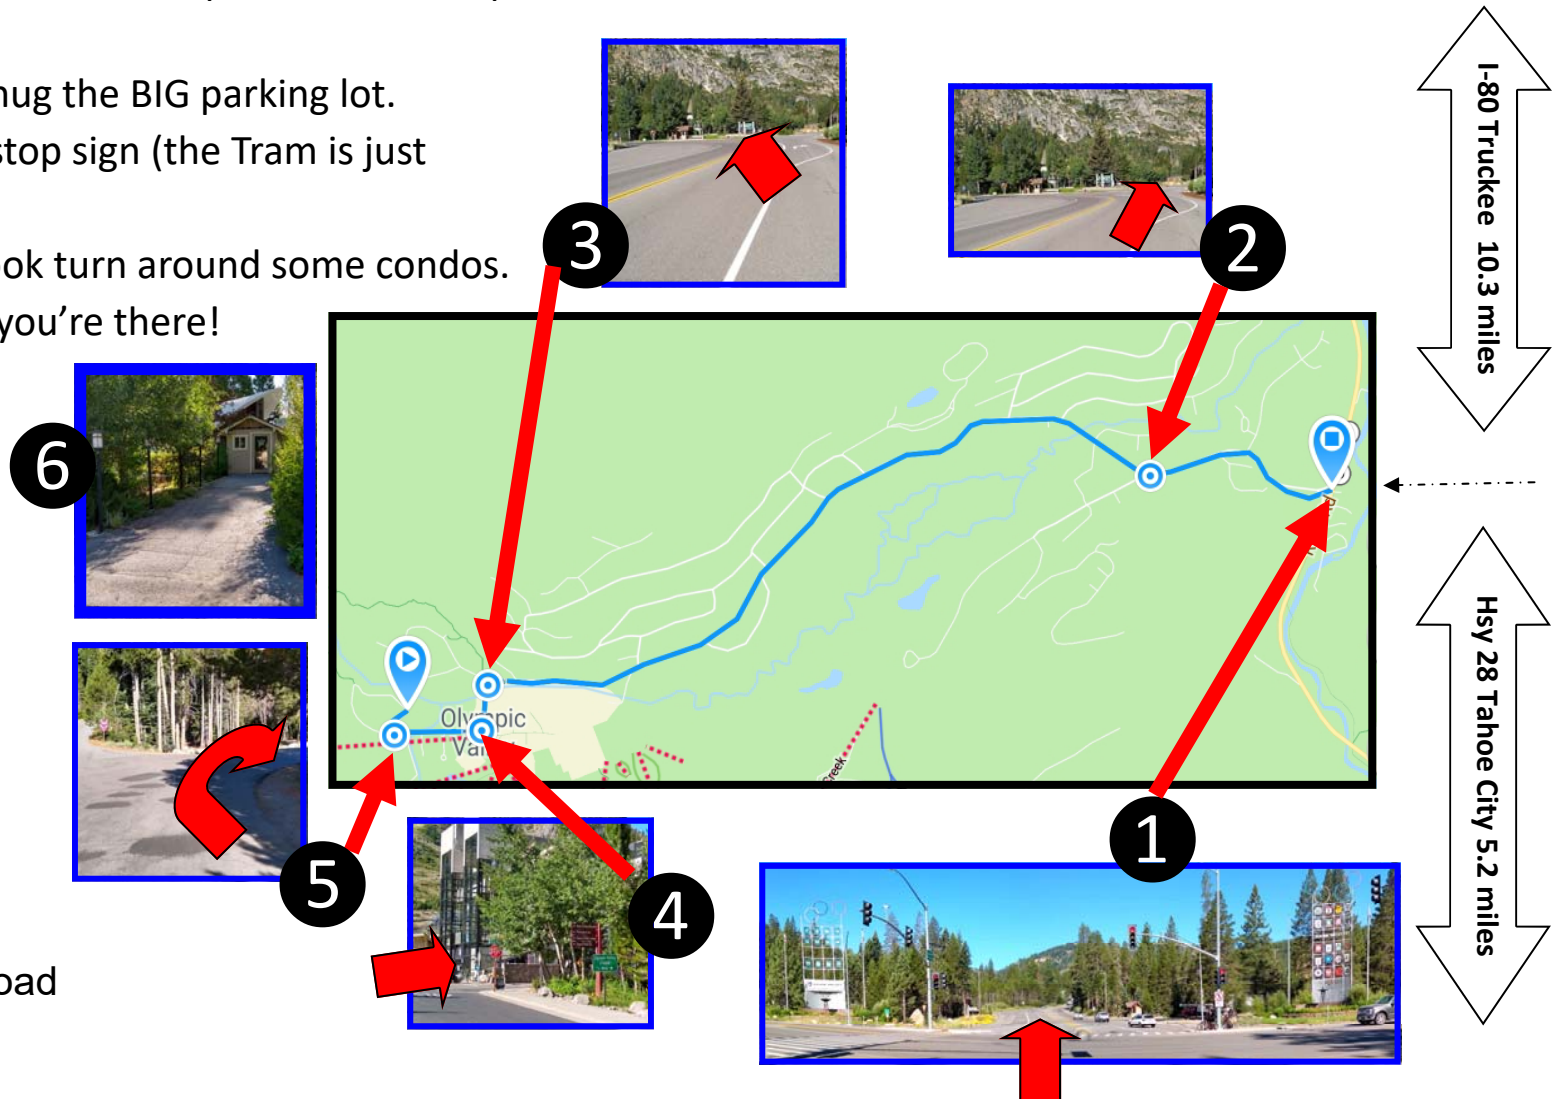 hug the BIG parking lot.
stop sign (the Tram is just
ook turn around some condos.
you're there!
3
2
6
Olympic
Creek
5
4
1
oad
I-80 Truckee 10.3 miles
Hsy 28 Tahoe City 5.2 miles